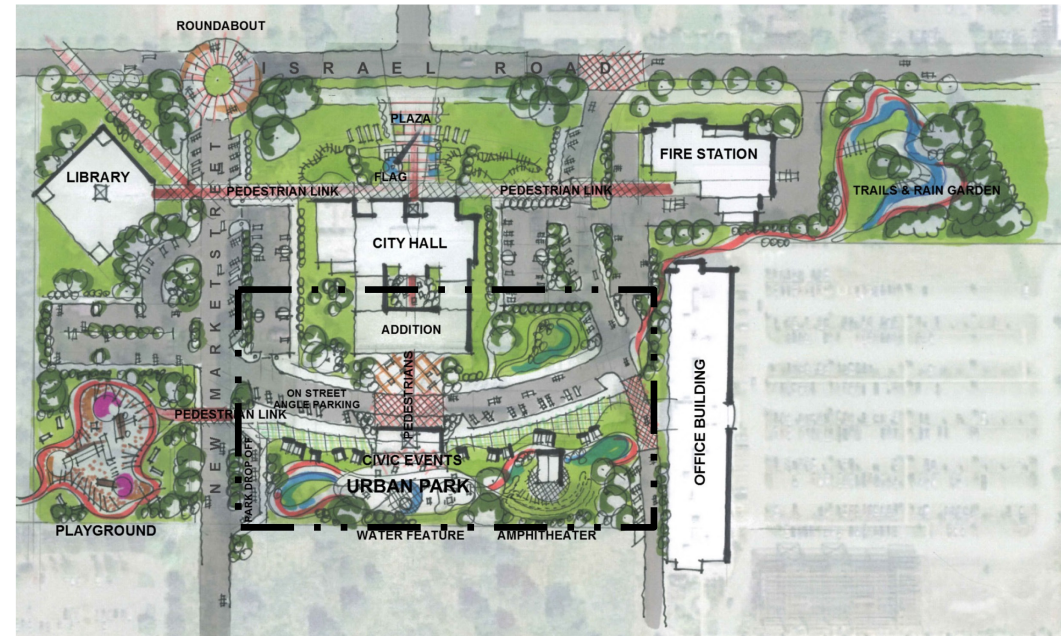 ROUNDABOUT
ISRAEL ROAD
PLAZA
FIRE STATION
LIBRARY
FLAG
PEDESTRIAN LINK
PEDESTRIAN LINK
TRAILS & RAIN GARDEN
CITY HALL
NEW MARKET STREET
ADDITION
PEDESTRIANS
ON STREET
ANGLE PARKING
OFFICE BUILDING
PEDESTRIAN LINK
PARK DROP OFF
CIVIC EVENTS
URBAN PARK
PLAYGROUND
WATER FEATURE
AMPHITHEATER